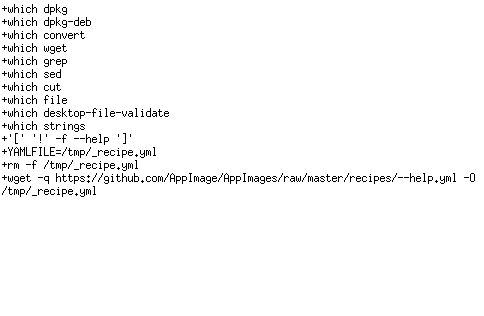 +which dpkg
+which dpkg-deb
+which convert
+which wget
+which grep
+which sed
+which cut
+which file
+which desktop-file-validate
+which strings
+'[' '!' -f --help ']'
+YAMLFILE=/tmp/_recipe.yml
+rm -f /tmp/_recipe.yml
+wget -q https://github.com/AppImage/AppImages/raw/master/recipes/--help.yml -O
/tmp/_recipe.yml